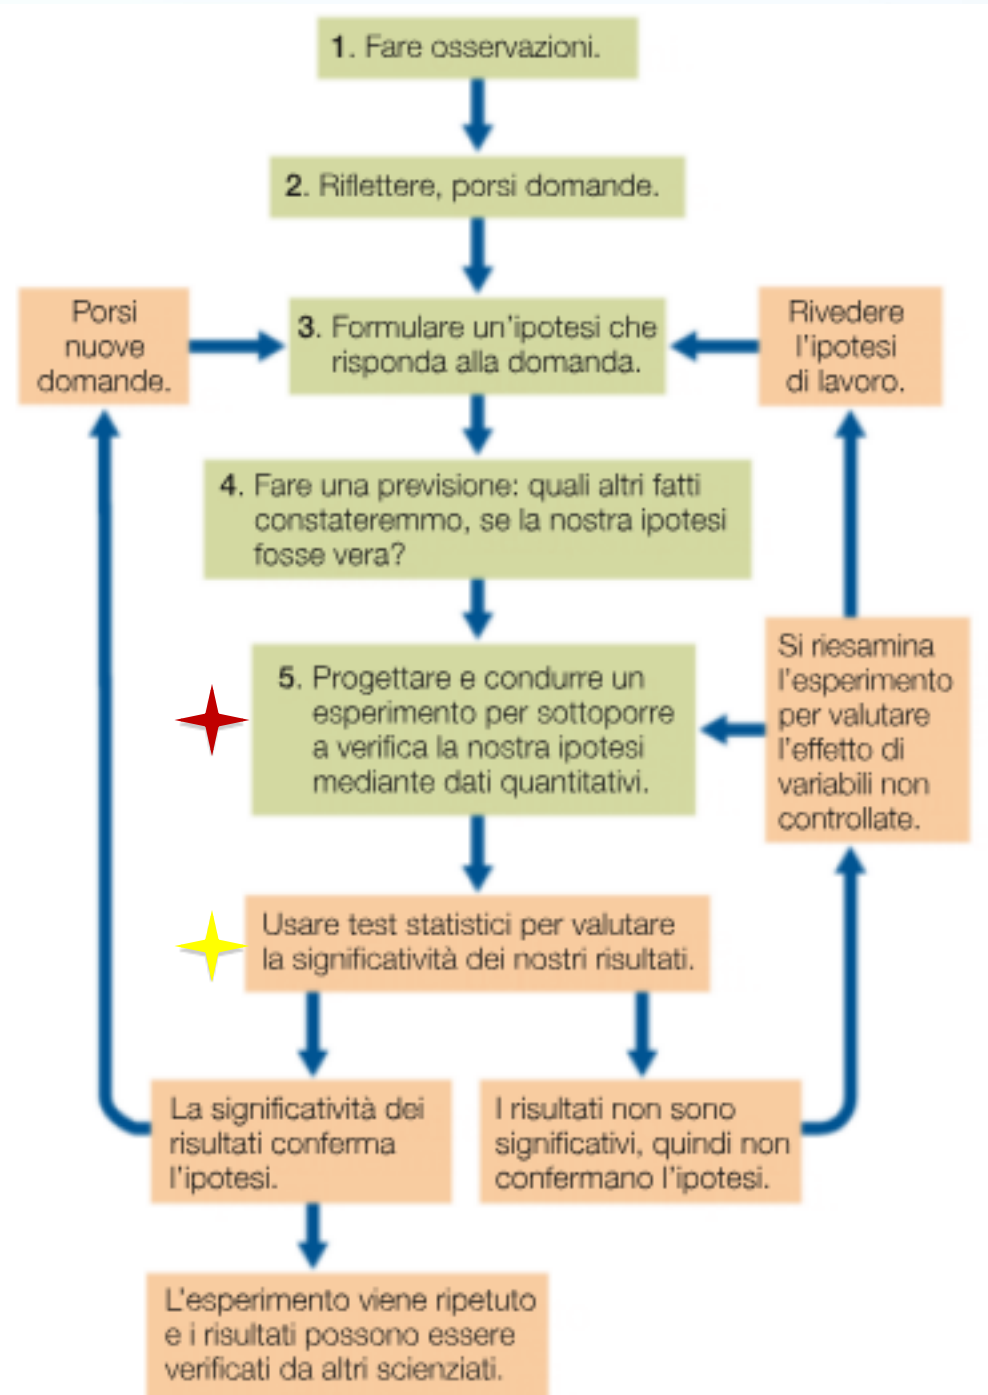 1. Fare osservazioni.
2. Riflettere, porsi domande.
Porsi
nuove
domande.
3. Formulare un'ipotesi che
risponda alla domanda.
Rivedere
l'ipotesi
di lavoro.
4. Fare una previsione: quali altri fatti
constateremmo, se la nostra ipotesi
fosse vera?
5. Progettare e condurre un
esperimento per sottoporre
a verifica la nostra ipotesi
mediante dati quantitativi.
Si riesamina
l'esperimento
per valutare
l'effetto di
variabili non
controllate.
Usare test statistici per valutare
la significatività dei nostri risultati.
La significatività dei
risultati conferma
l'ipotesi.
I risultati non sono
significativi, quindi non
confermano l'ipotesi.
L'esperimento viene ripetuto
e i risultati possono essere
verificati da altri scienziati.